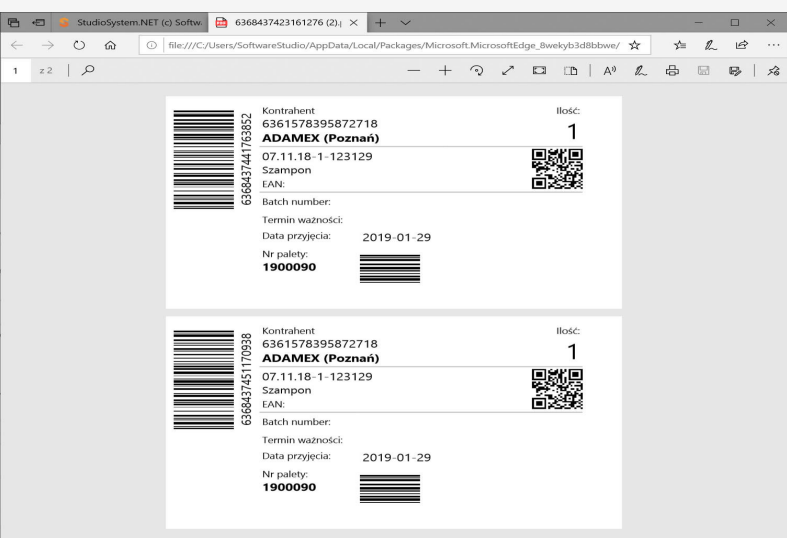 StudioSystem.NET (c) Softw.
6368437423161276 (2).p
file:///C:/Users/SoftwareStudio/AppData/Local/Packages/Microsoft.MicrosoftEdge_8wekyb3d8bbwe/
1 z 2
Kontrahent
Ilość:
6361578395872718
1
ADAMEX (Poznań)
07.11.18-1-123129
Szampon
EAN:
636843744176385​2
Batch number:
Termin ważności:
Data przyjęcia: 2019-01-29
Nr palety:
1900090
Kontrahent
Ilość:
6361578395872718
1
ADAMEX (Poznań)
07.11.18-1-123129
Szampon
EAN:
6368437451170938
Batch number:
Termin ważności:
Data przyjęcia: 2019-01-29
Nr palety:
1900090